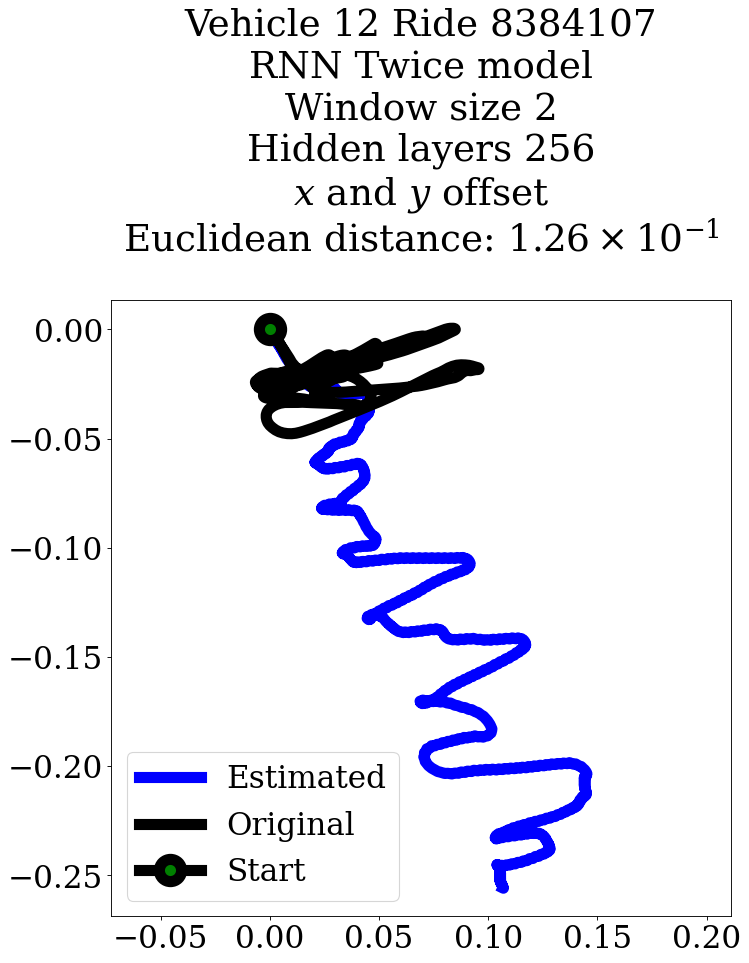 Vehicle 12 Ride 8384107
RNN Twice model
Window size 2
Hidden layers 256
x and y offset
Euclidean distance: 1.26 × 10⁻¹
0.00
−0.05
−0.10
−0.15
−0.20
−0.25
Estimated
Original
Start
−0.05 0.00 0.05 0.10 0.15 0.20